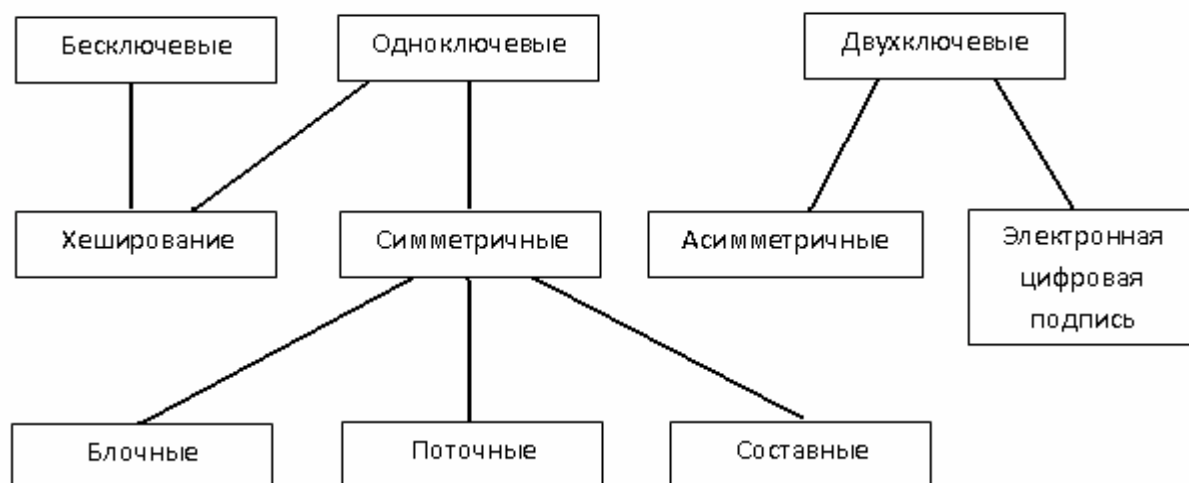 Бесключевые
Одноключевые
Двухключевые
Хеширование
Симметричные
Асимметричные
Электронная
цифровая
подпись
Блочные
Поточные
Составные